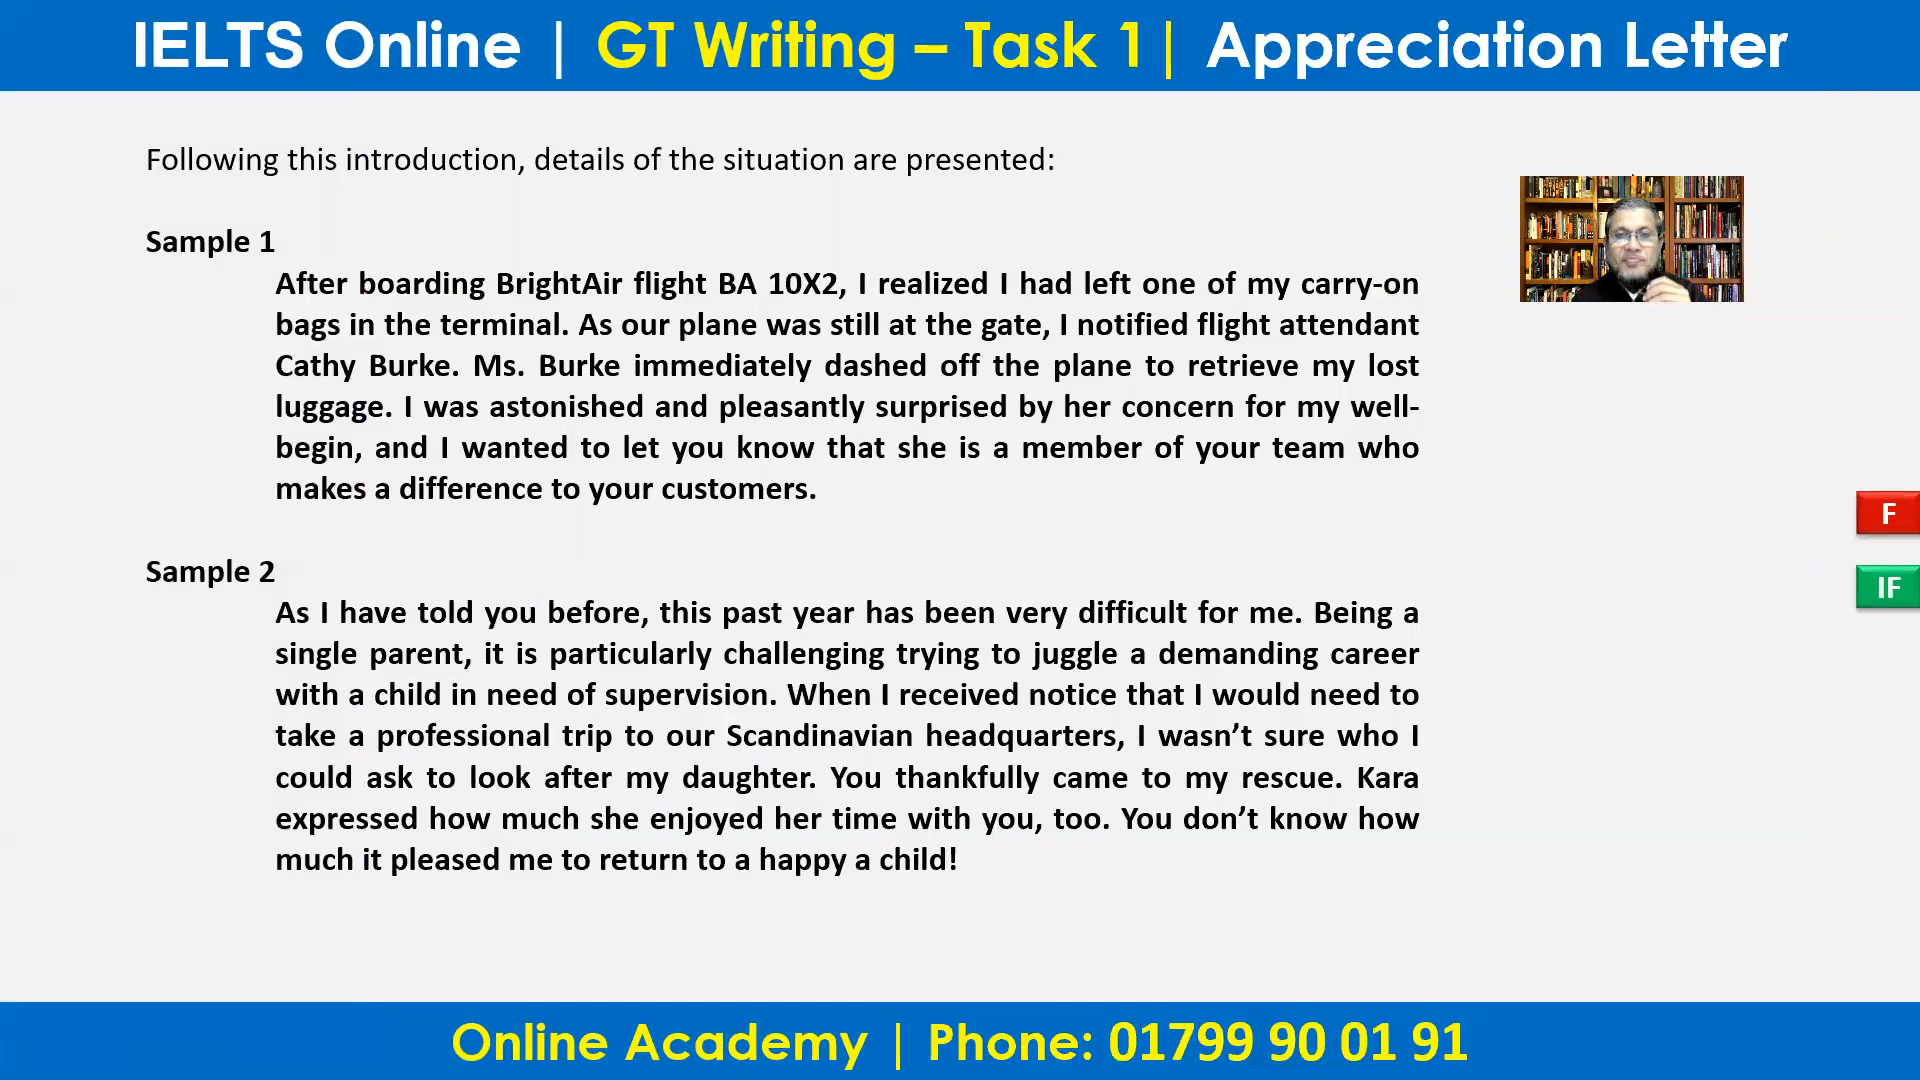 IELTS Online | GT Writing – Task 1 | Appreciation Letter
Following this introduction, details of the situation are presented:
Sample 1
After boarding BrightAir flight BA 10X2, I realized I had left one of my carry-on
bags in the terminal. As our plane was still at the gate, I notified flight attendant
Cathy Burke. Ms. Burke immediately dashed off the plane to retrieve my lost
luggage. I was astonished and pleasantly surprised by her concern for my well-
begin, and I wanted to let you know that she is a member of your team who
makes a difference to your customers.
F
IF
Sample 2
As I have told you before, this past year has been very difficult for me. Being a
single parent, it is particularly challenging trying to juggle a demanding career
with a child in need of supervision. When I received notice that I would need to
take a professional trip to our Scandinavian headquarters, I wasn’t sure who I
could ask to look after my daughter. You thankfully came to my rescue. Kara
expressed how much she enjoyed her time with you, too. You don’t know how
much it pleased me to return to a happy a child!
Online Academy | Phone: 01799 90 01 91